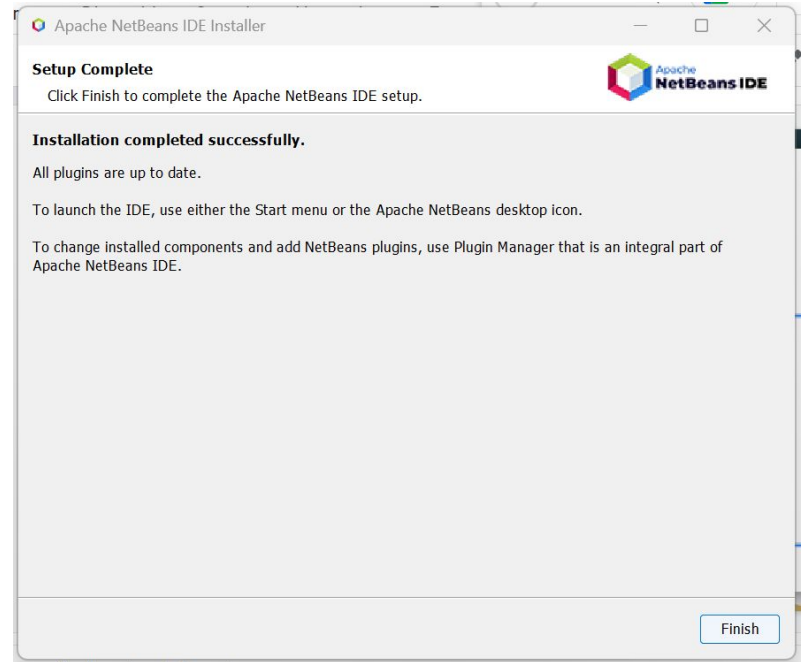 Apache NetBeans IDE Installer
Setup Complete
Click Finish to complete the Apache NetBeans IDE setup.
Apache
NetBeans IDE
Installation completed successfully.
All plugins are up to date.
To launch the IDE, use either the Start menu or the Apache NetBeans desktop icon.
To change installed components and add NetBeans plugins, use Plugin Manager that is an integral part of
Apache NetBeans IDE.
Finish